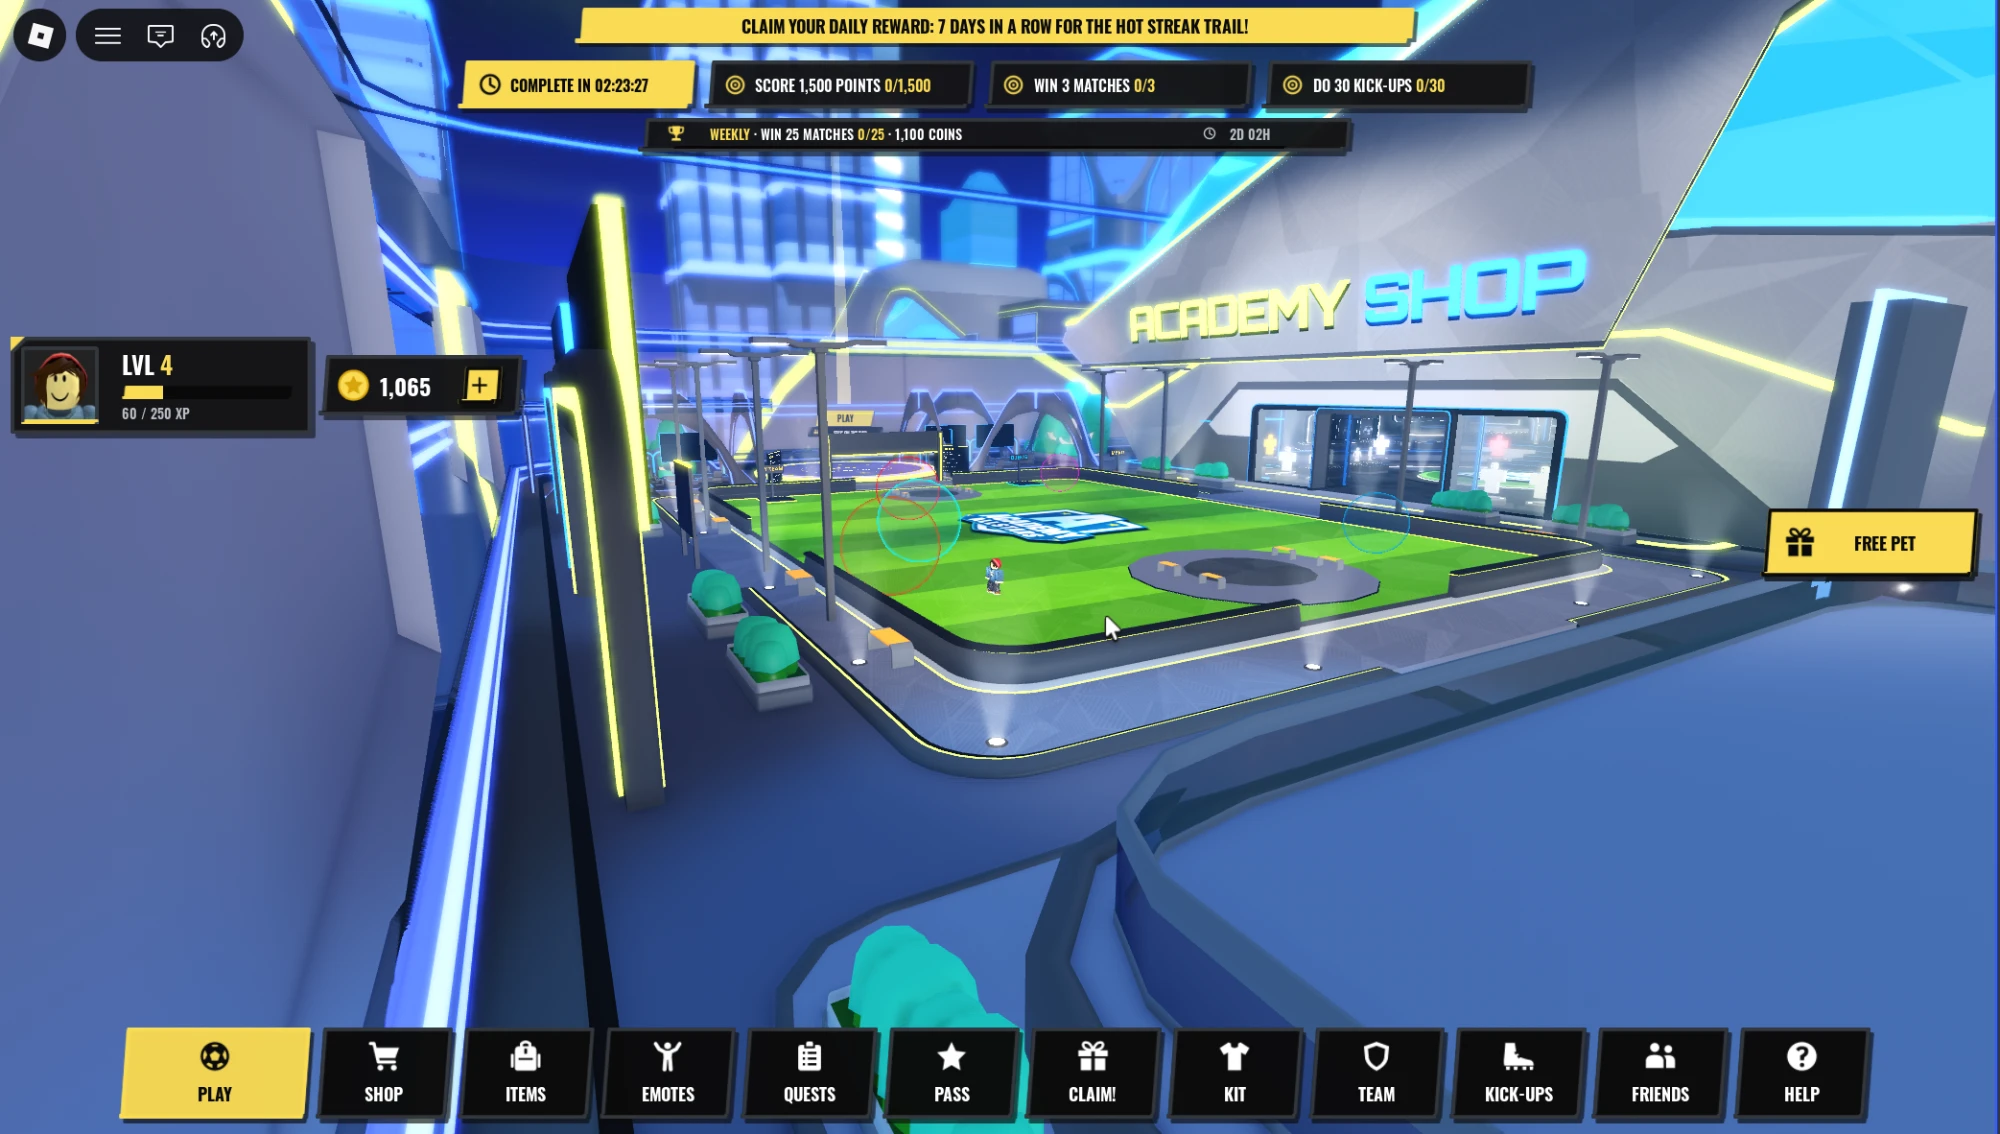 CLAIM YOUR DAILY REWARD: 7 DAYS IN A ROW FOR THE HOT STREAK TRAIL!
COMPLETE IN 02:23:27
SCORE 1,500 POINTS 0/1,500
WIN 3 MATCHES 0/3
DO 30 KICK-UPS 0/30
WEEKLY · WIN 25 MATCHES 0/25 · 1,100 COINS
2D 02H
ACADEMY SHOP
LVL 4
60 / 250 XP
1,065
+
PLAY
FREE PET
PLAY
SHOP
ITEMS
EMOTES
QUESTS
PASS
CLAIM!
KIT
TEAM
KICK-UPS
FRIENDS
HELP